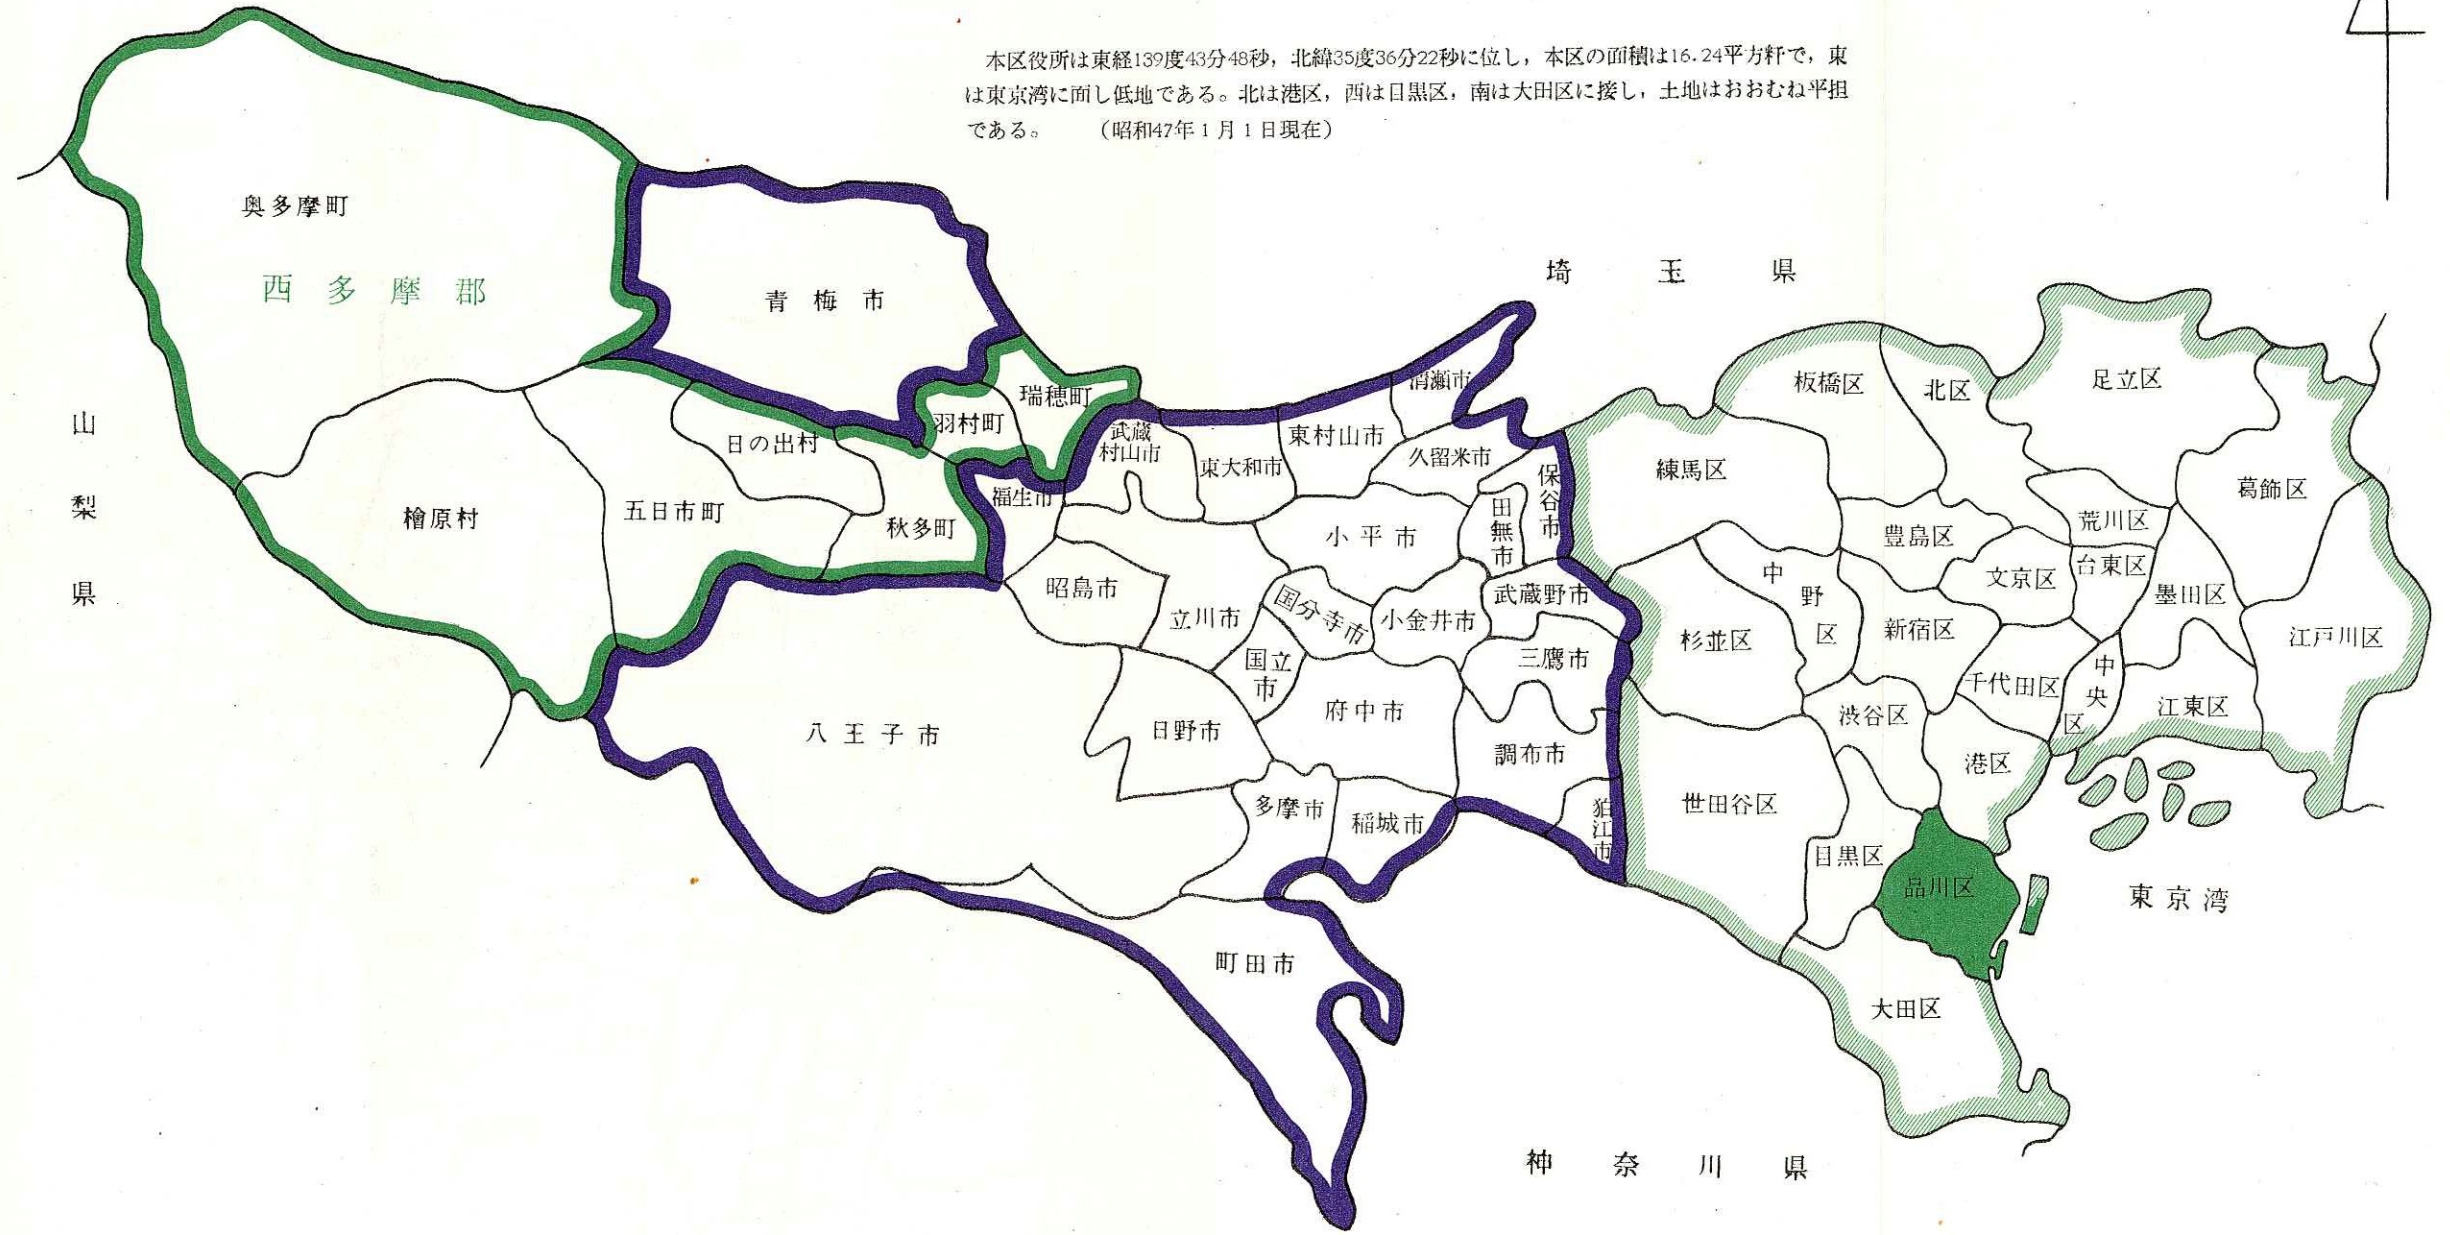 本区役所は東経139度43分48秒，北緯35度36分22秒に位し，本区の面積は16.24平方粁で，東
は東京湾に面し低地である。北は港区，西は目黒区，南は大田区に接し，土地はおおむね平担
である。　　（昭和47年1月1日現在）
奥多摩町
西多摩郡
青梅市
埼玉県
山梨県
瑞穂町
羽村町
日の出村
檜原村
五日市町
秋多町
福生市
武蔵
村山市
東大和市
東村山市
清瀬市
久留米市
保谷市
田無市
小平市
昭島市
立川市
国分寺市
小金井市
武蔵野市
国立
市
三鷹市
八王子市
日野市
府中市
調布市
多摩市
稲城市
狛江市
町田市
板橋区
北区
足立区
練馬区
葛飾区
荒川区
豊島区
文京区
台東区
墨田区
中野区
杉並区
新宿区
江戸川区
千代田区
中央区
渋谷区
江東区
港区
世田谷区
目黒区
品川区
東京湾
大田区
神奈川県